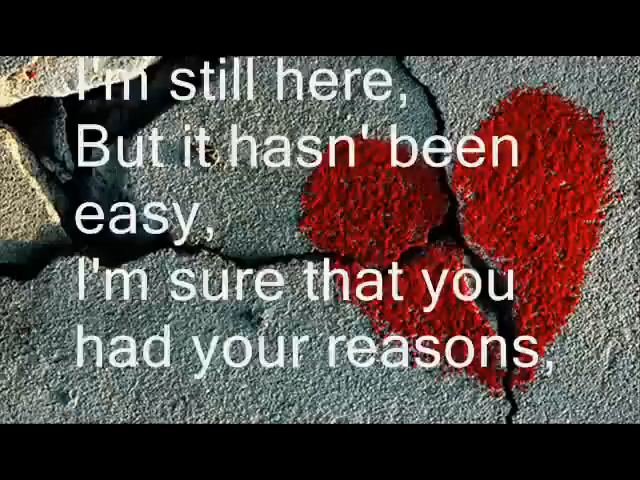 I'm still here,
But it hasn' been
easy,
I'm sure that you
had your reasons,